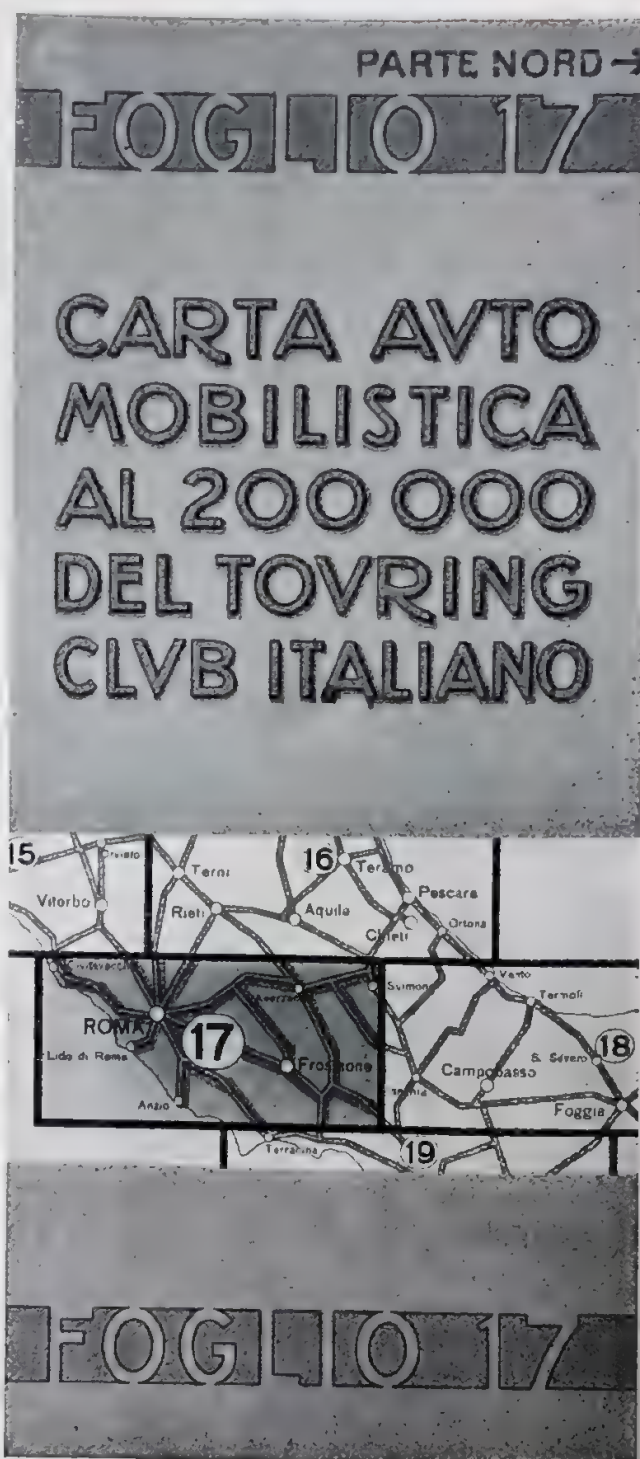 PARTE NORD →
FOGLIO 17
CARTA AVTO
MOBILISTICA
AL 200 000
DEL TOVRING
CLVB ITALIANO
15
16
Orvieto
Terni
Teramo
Viterbo
Rieti
Aquila
Pescara
Chieti
Ortona
Civitavecchia
Avezzano
Sulmona
Vasto
Termoli
ROMA
17
18
Lido di Roma
Frosinone
S. Severo
Isernia
Campobasso
Anzio
Foggia
Terracina
19
FOGLIO 17